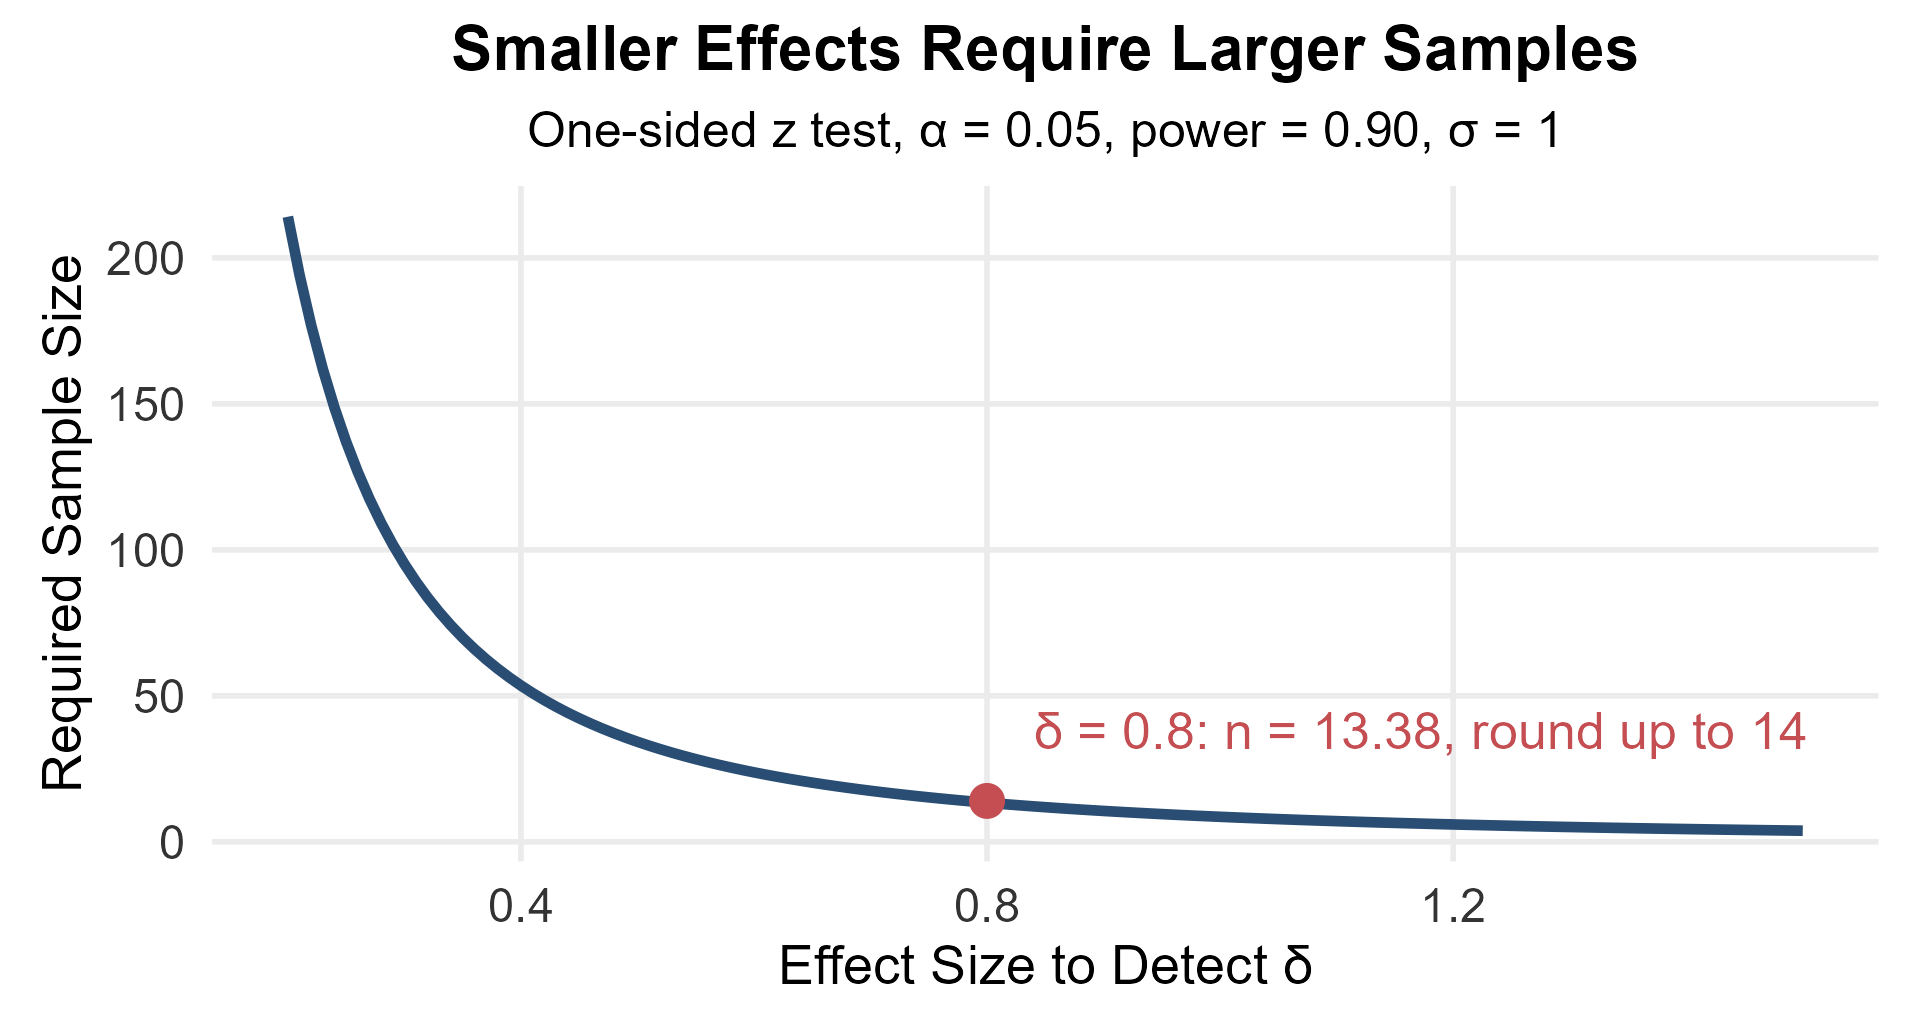 Smaller Effects Require Larger Samples
One-sided z test, α = 0.05, power = 0.90, σ = 1
Required Sample Size
200
150
100
50
0
δ = 0.8: n = 13.38, round up to 14
0.4 0.8 1.2
Effect Size to Detect δ